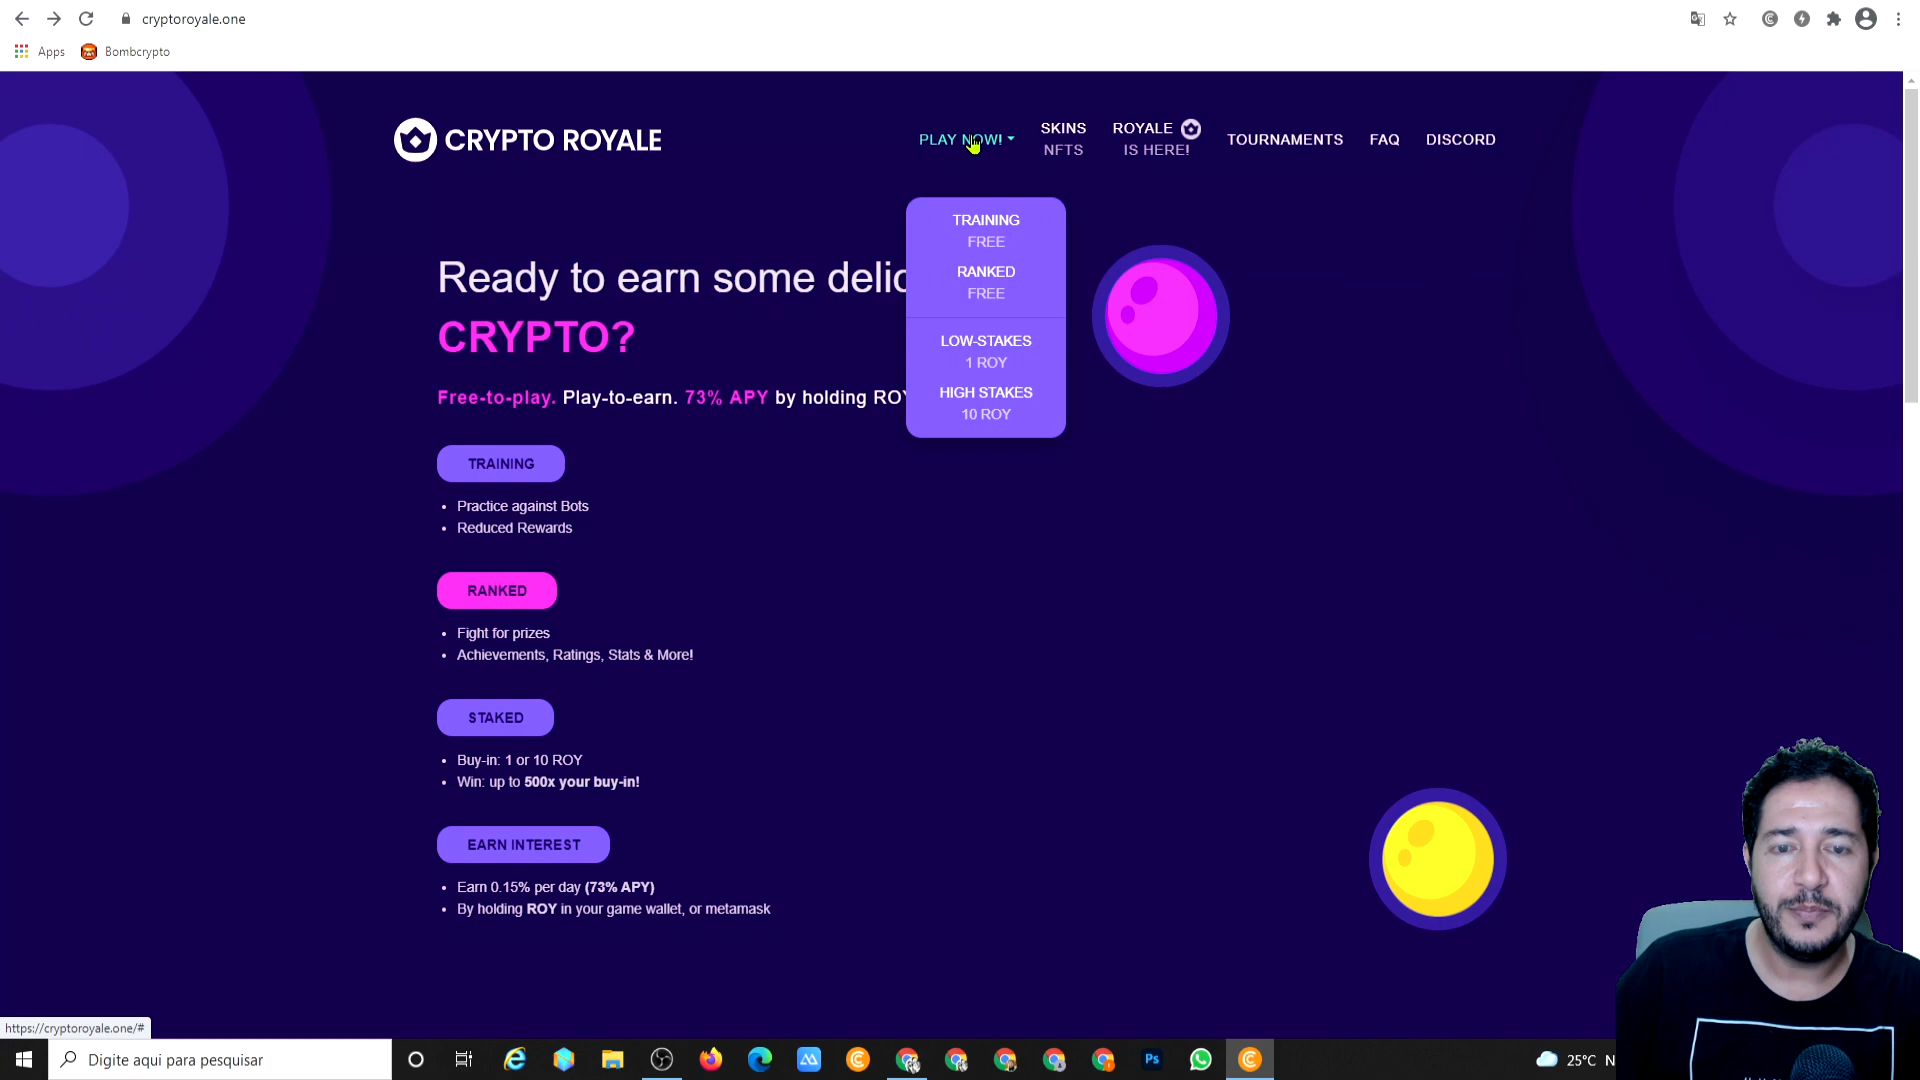 cryptoroyale.one
Apps
Bombcrypto
CRYPTO ROYALE
PLAY NOW!
SKINS
NFTS
ROYALE
IS HERE!
TOURNAMENTS
FAQ
DISCORD
TRAINING
FREE
RANKED
FREE
LOW-STAKES
1 ROY
HIGH STAKES
10 ROY
Ready to earn some
CRYPTO?
Free-to-play. Play-to-earn. 73% APY by holding
TRAINING
• Practice against Bots
• Reduced Rewards
RANKED
• Fight for prizes
• Achievements, Ratings, Stats & More!
STAKED
• Buy-in: 1 or 10 ROY
• Win: up to 500x your buy-in!
EARN INTEREST
• Earn 0.15% per day (73% APY)
• By holding ROY in your game wallet, or metamask
https://cryptoroyale.one/#
Digite aqui para pesquisar
Ps
25°C